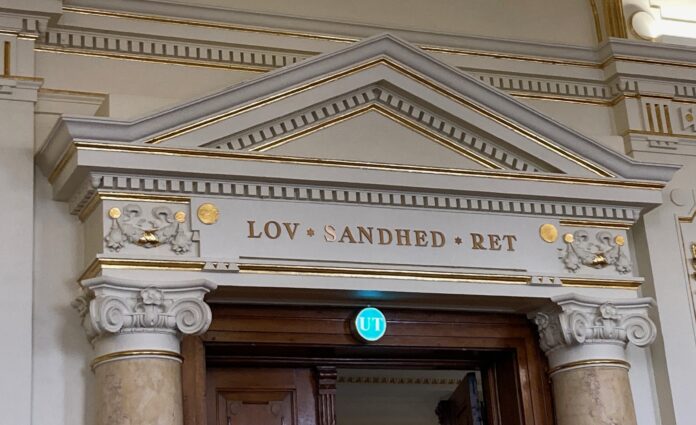 LOV * SANDHED * RET
UT